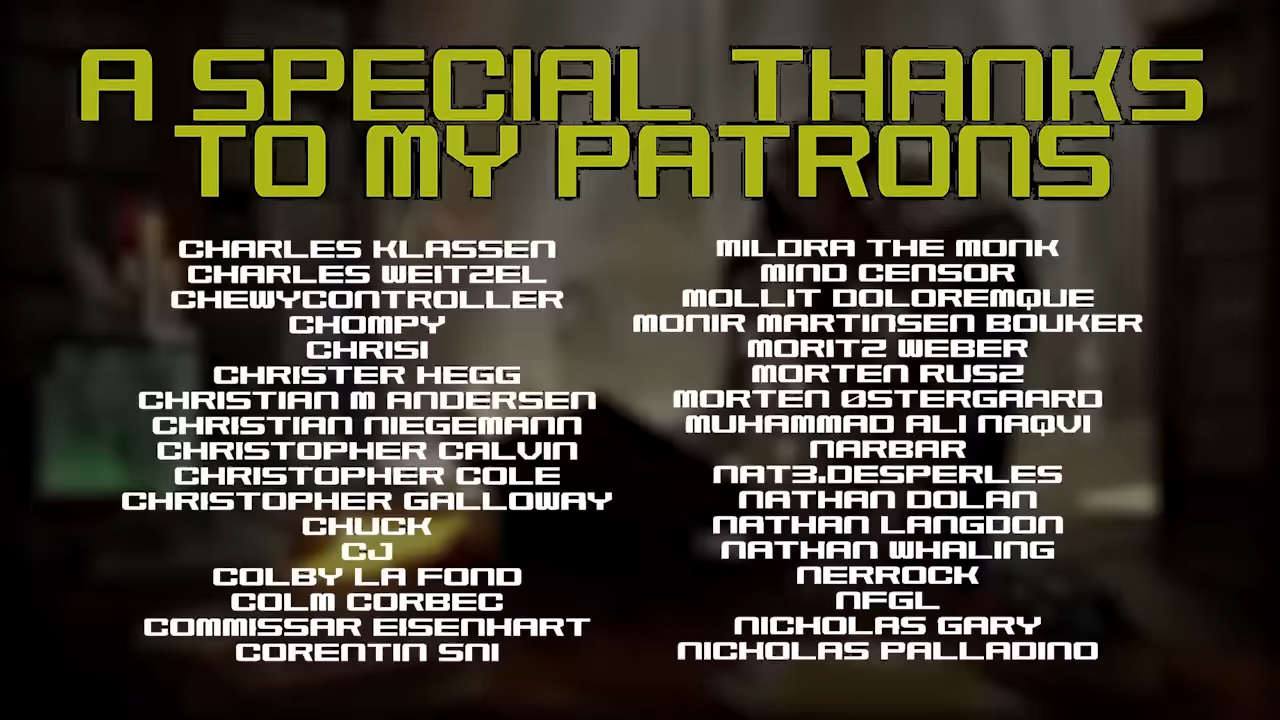 A SPECIAL THANKS
TO MY PATRONS
CHARLES KLASSEN
CHARLES WEITZEL
CHEWYCONTROLLER
CHOMPY
CHRISI
CHRISTER HEGG
CHRISTIAN M ANDERSEN
CHRISTIAN NIEGEMANN
CHRISTOPHER CALVIN
CHRISTOPHER COLE
CHRISTOPHER GALLOWAY
CHUCK
CJ
COLBY LA FOND
COLM CORBEC
COMMISSAR EISENHART
CORENTIN SNI
MILDRA THE MONK
MIND CENSOR
MOLLIT DOLOREMQUE
MONIR MARTINSEN BOUKER
MORITZ WEBER
MORTEN RUSZ
MORTEN ØSTERGAARD
MUHAMMAD ALI NAQVI
NARBAR
NAT3.DESPERLES
NATHAN DOLAN
NATHAN LANGDON
NATHAN WHALING
NERROCK
NFGL
NICHOLAS GARY
NICHOLAS PALLADINO